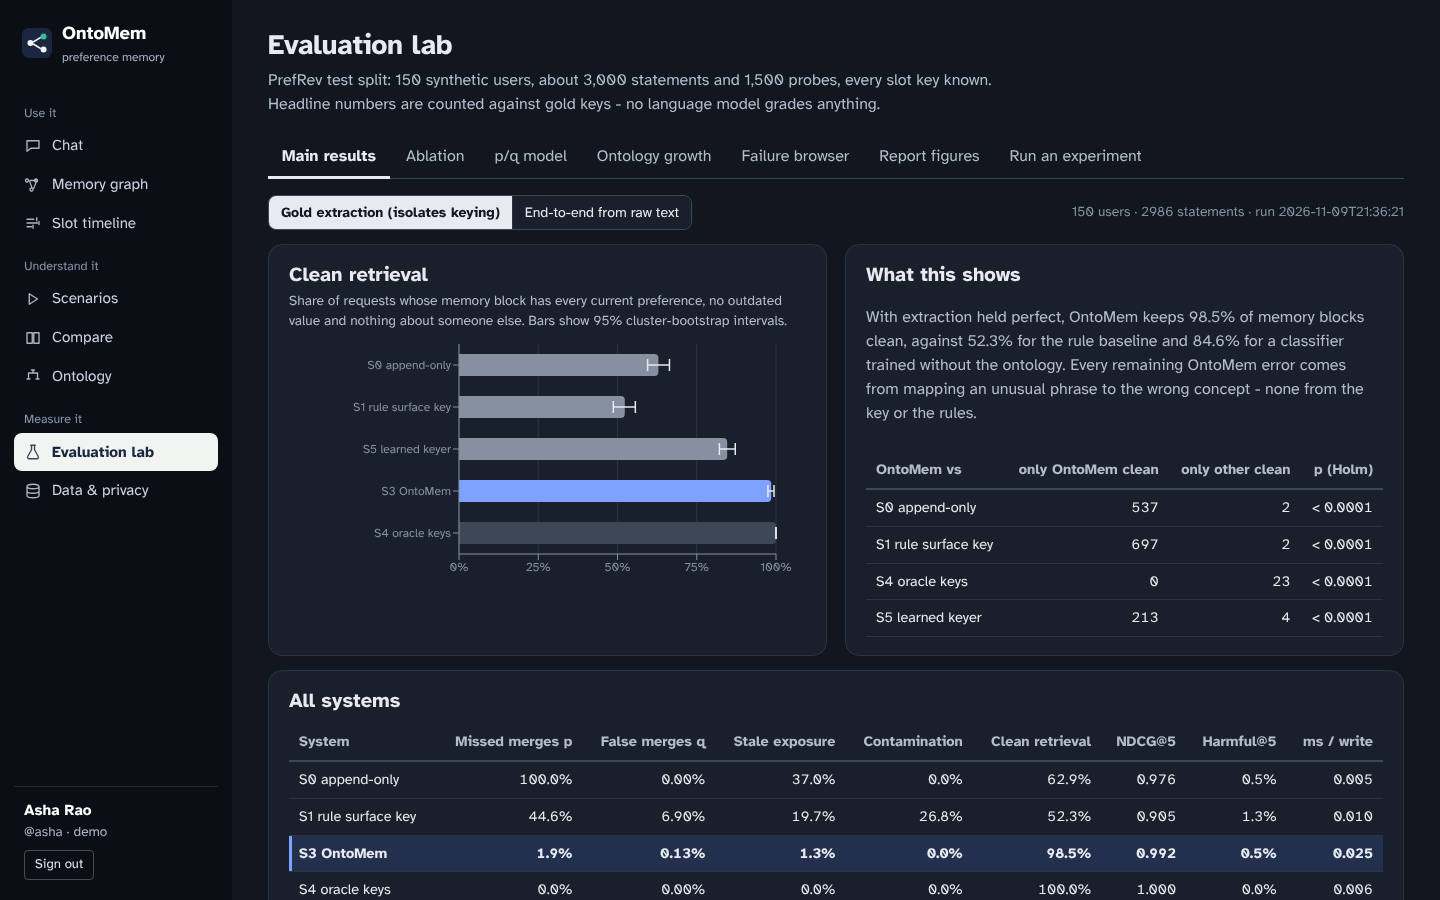 OntoMem
preference memory
Use it
Chat
Memory graph
Slot timeline
Understand it
Scenarios
Compare
Ontology
Measure it
Evaluation lab
Data & privacy
Asha Rao
@asha · demo
Sign out
Evaluation lab
PrefRev test split: 150 synthetic users, about 3,000 statements and 1,500 probes, every slot key known.
Headline numbers are counted against gold keys - no language model grades anything.
Main results Ablation p/q model Ontology growth Failure browser Report figures Run an experiment
Gold extraction (isolates keying) End-to-end from raw text 150 users · 2986 statements · run 2026-11-09T21:36:21
Clean retrieval
Share of requests whose memory block has every current preference, no outdated
value and nothing about someone else. Bars show 95% cluster-bootstrap intervals.
S0 append-only
S1 rule surface key
S5 learned keyer
S3 OntoMem
S4 oracle keys
0% 25% 50% 75% 100%
What this shows
With extraction held perfect, OntoMem keeps 98.5% of memory blocks
clean, against 52.3% for the rule baseline and 84.6% for a classifier
trained without the ontology. Every remaining OntoMem error comes
from mapping an unusual phrase to the wrong concept - none from the
key or the rules.
OntoMem vs only OntoMem clean only other clean p (Holm)
S0 append-only 537 2 < 0.0001
S1 rule surface key 697 2 < 0.0001
S4 oracle keys 0 23 < 0.0001
S5 learned keyer 213 4 < 0.0001
All systems
System Missed merges p False merges q Stale exposure Contamination Clean retrieval NDCG@5 Harmful@5 ms / write
S0 append-only 100.0% 0.00% 37.0% 0.0% 62.9% 0.976 0.5% 0.005
S1 rule surface key 44.6% 6.90% 19.7% 26.8% 52.3% 0.905 1.3% 0.010
S3 OntoMem 1.9% 0.13% 1.3% 0.0% 98.5% 0.992 0.5% 0.025
S4 oracle keys 0.0% 0.00% 0.0% 0.0% 100.0% 1.000 0.0% 0.006